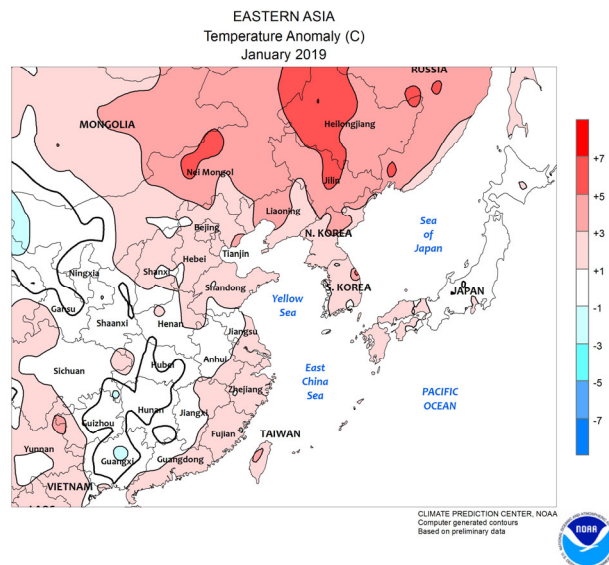 EASTERN ASIA
Temperature Anomaly (C)
January 2019
RUSSIA
MONGOLIA
Heilongjiang
Nei Mongol
Jilin
Liaoning
Sea
of
Japan
Bejing
N. KOREA
Tianjin
Hebei
Ningxia
Shanxi
Shandong
S. KOREA
JAPAN
Yellow
Sea
Gansu
Shaanxi
Henan
Jiangsu
Sichuan
Hubei
Anhui
East
China
Sea
Zhejiang
PACIFIC
OCEAN
Hunan
Jiangxi
Guizhou
Fujian
TAIWAN
Yunnan
Guangxi
Guangdong
VIETNAM
LAOS
+7
+5
+3
+1
-1
-3
-5
-7
CLIMATE PREDICTION CENTER, NOAA
Computer generated contours
Based on preliminary data
NOAA